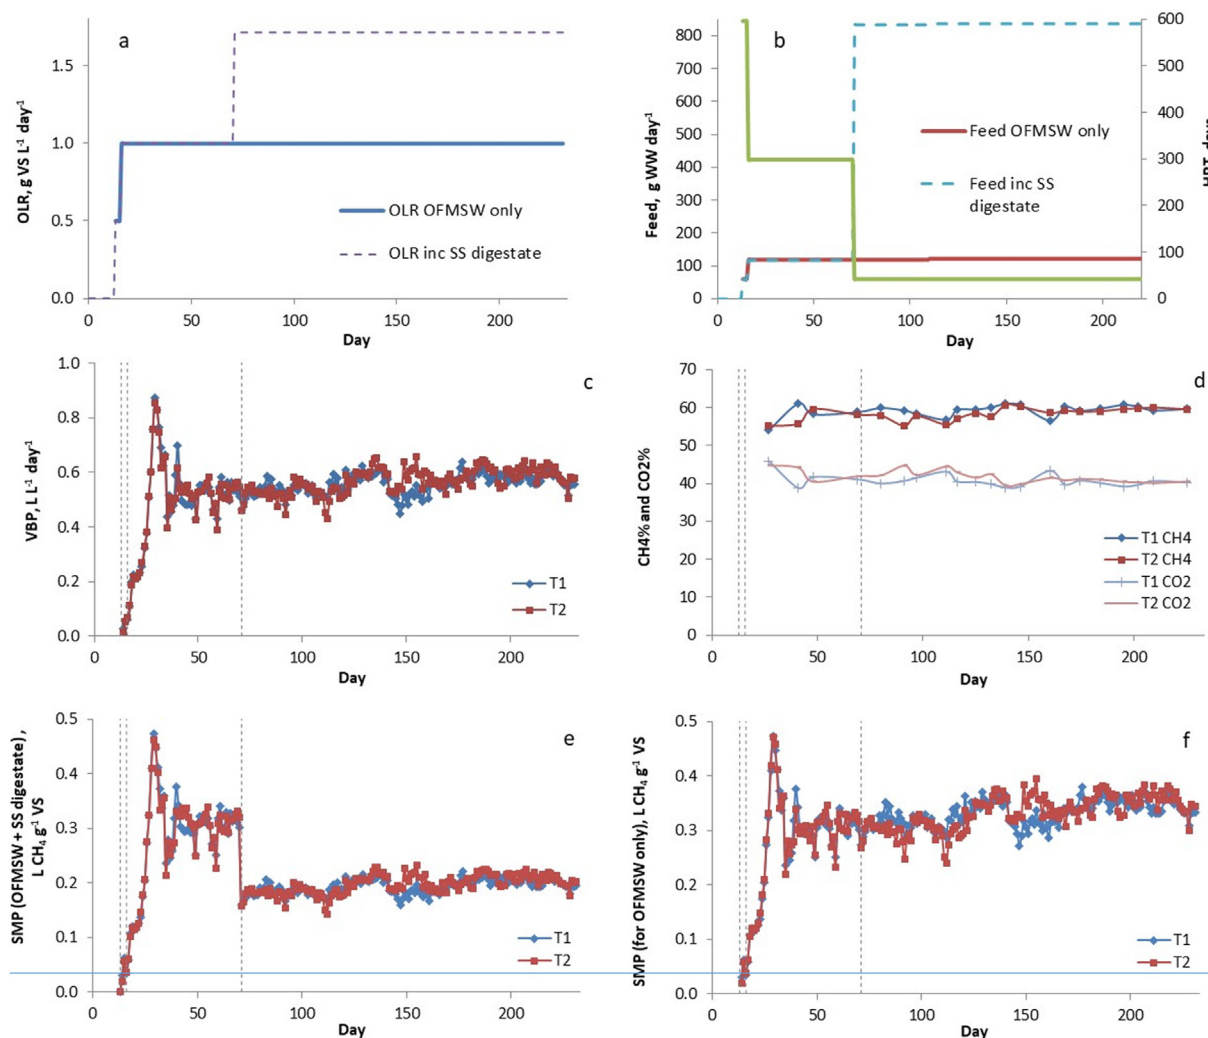 a
OLR, g VS L-1 day-1
1.5
1.0
0.5
0.0
OLR OFMSW only
OLR inc SS digestate
0 50 100 150 200
Day
b
Feed, g WW day-1
800
700
600
500
400
300
200
100
0
Feed OFMSW only
Feed inc SS
digestate
600
500
400
300
200
100
0
0 50 100 150 200
Day
c
VBP, L L-1 day-1
1.0
0.8
0.6
0.4
0.2
0.0
T1
T2
0 50 100 150 200
Day
d
CH4% and CO2%
70
60
50
40
30
20
10
0
T1 CH4
T2 CH4
T1 CO2
T2 CO2
0 50 100 150 200
Day
e
SMP (OFMSW + SS digestate) ,
L CH4 g-1 VS
0.5
0.4
0.3
0.2
0.1
0.0
T1
T2
0 50 100 150 200
Day
f
SMP (for OFMSW only), L CH4 g-1 VS
0.5
0.4
0.3
0.2
0.1
0.0
T1
T2
0 50 100 150 200
Day